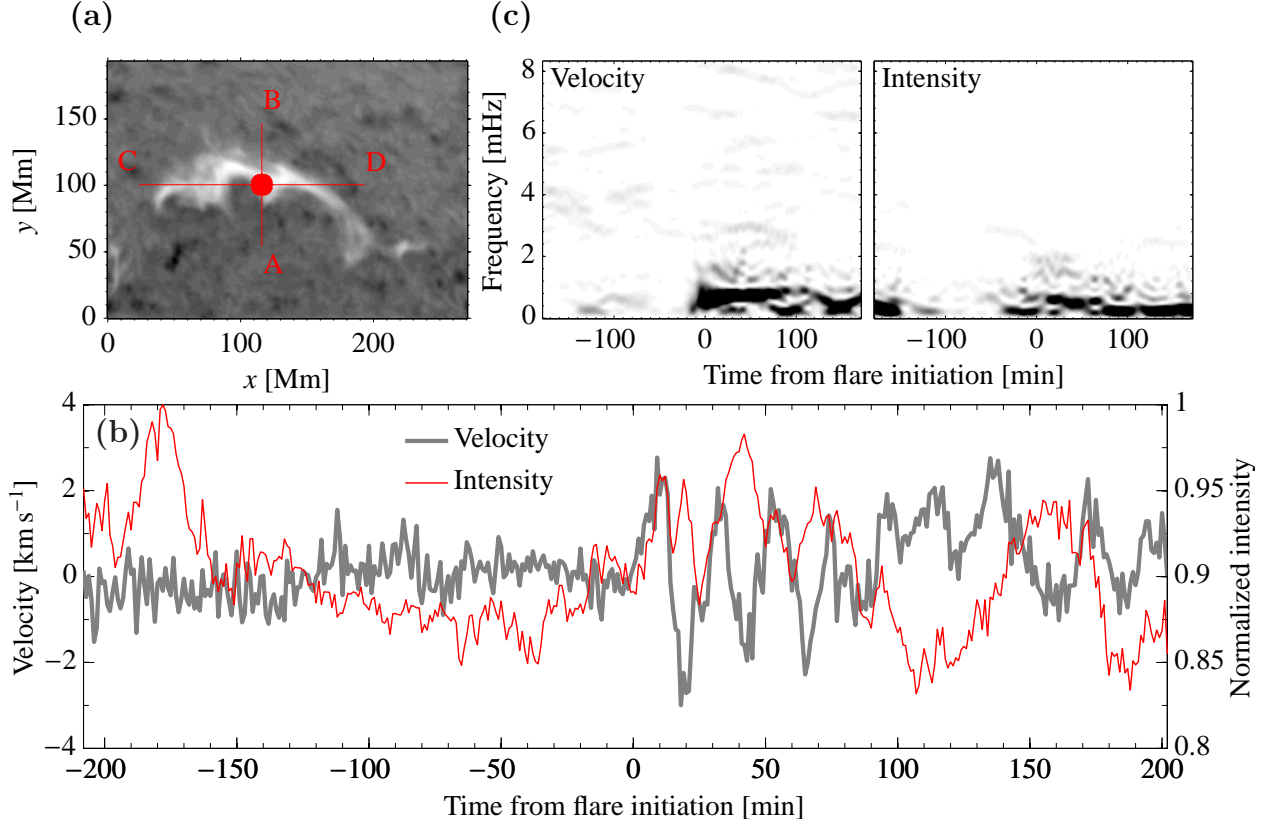 (a)
(c)
B
C
D
A
y [Mm]
150
100
50
0
0
100
200
x [Mm]
Velocity
Intensity
Frequency [mHz]
8
6
4
2
0
−100
0
100
−100
0
100
Time from flare initiation [min]
(b)
Velocity
Intensity
Velocity [km s⁻¹]
4
2
0
−2
−4
Normalized intensity
1
0.95
0.9
0.85
0.8
−200
−150
−100
−50
0
50
100
150
200
Time from flare initiation [min]